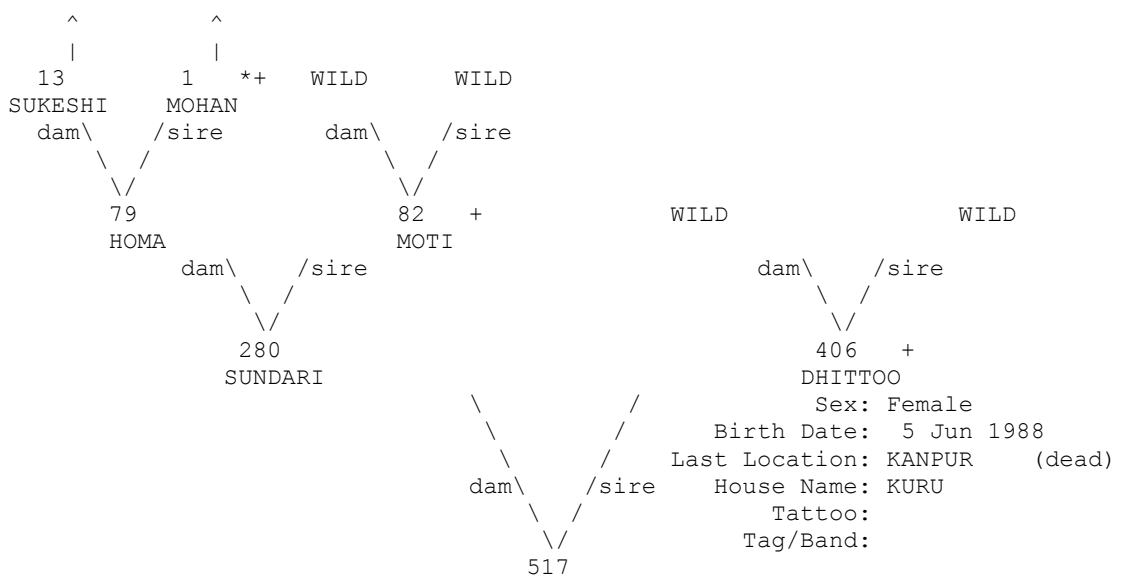 ^ ^
| |
13 1 *+ WILD WILD
SUKESHI MOHAN
dam\ /sire dam\ /sire
\ / \ /
\/ \/
79 82 + WILD WILD
HOMA MOTI
dam\ /sire dam\ /sire
\ / \ /
\/ \/
280 406 +
SUNDARI DHITTOO
\ / Sex: Female
\ / Birth Date: 5 Jun 1988
\ / Last Location: KANPUR (dead)
dam\ /sire House Name: KURU
\ / Tattoo:
\/ Tag/Band:
517